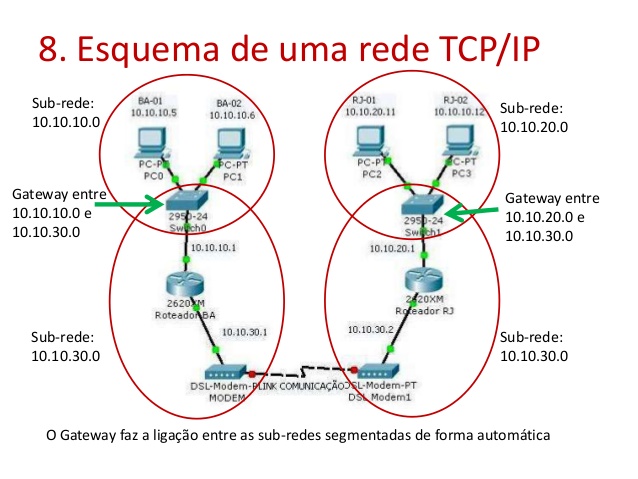 8. Esquema de uma rede TCP/IP
Sub-rede:
10.10.10.0
BA-01
10.10.10.5
BA-02
10.10.10.6
RJ-01
10.10.20.11
RJ-02
10.10.10.12
Sub-rede:
10.10.20.0
PC-PT
PC0
PC-PT
PC1
PC-PT
PC2
PC-PT
PC3
Gateway entre
10.10.10.0 e
10.10.30.0
2950-24
Switch0
2950-24
Switch1
Gateway entre
10.10.20.0 e
10.10.30.0
10.10.10.1
10.10.20.1
2620XM
Roteador BA
2620XM
Roteador RJ
Sub-rede:
10.10.30.0
10.10.30.1
10.10.30.2
Sub-rede:
10.10.30.0
DSL-Modem-P
MODEM
LINK COMUNICAÇÃO
DSL-Modem-PT
DSL Modem1
O Gateway faz a ligação entre as sub-redes segmentadas de forma automática